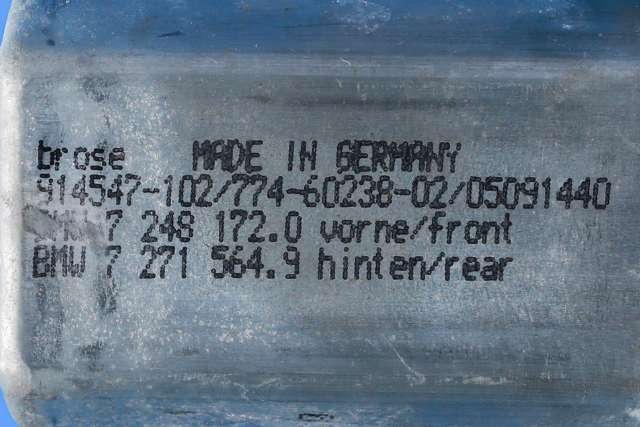 brose MADE IN GERMANY
914547-102/774-60238-02/05091440
BMW 7 248 172.0 vorne/front
BMW 7 271 564.9 hinten/rear